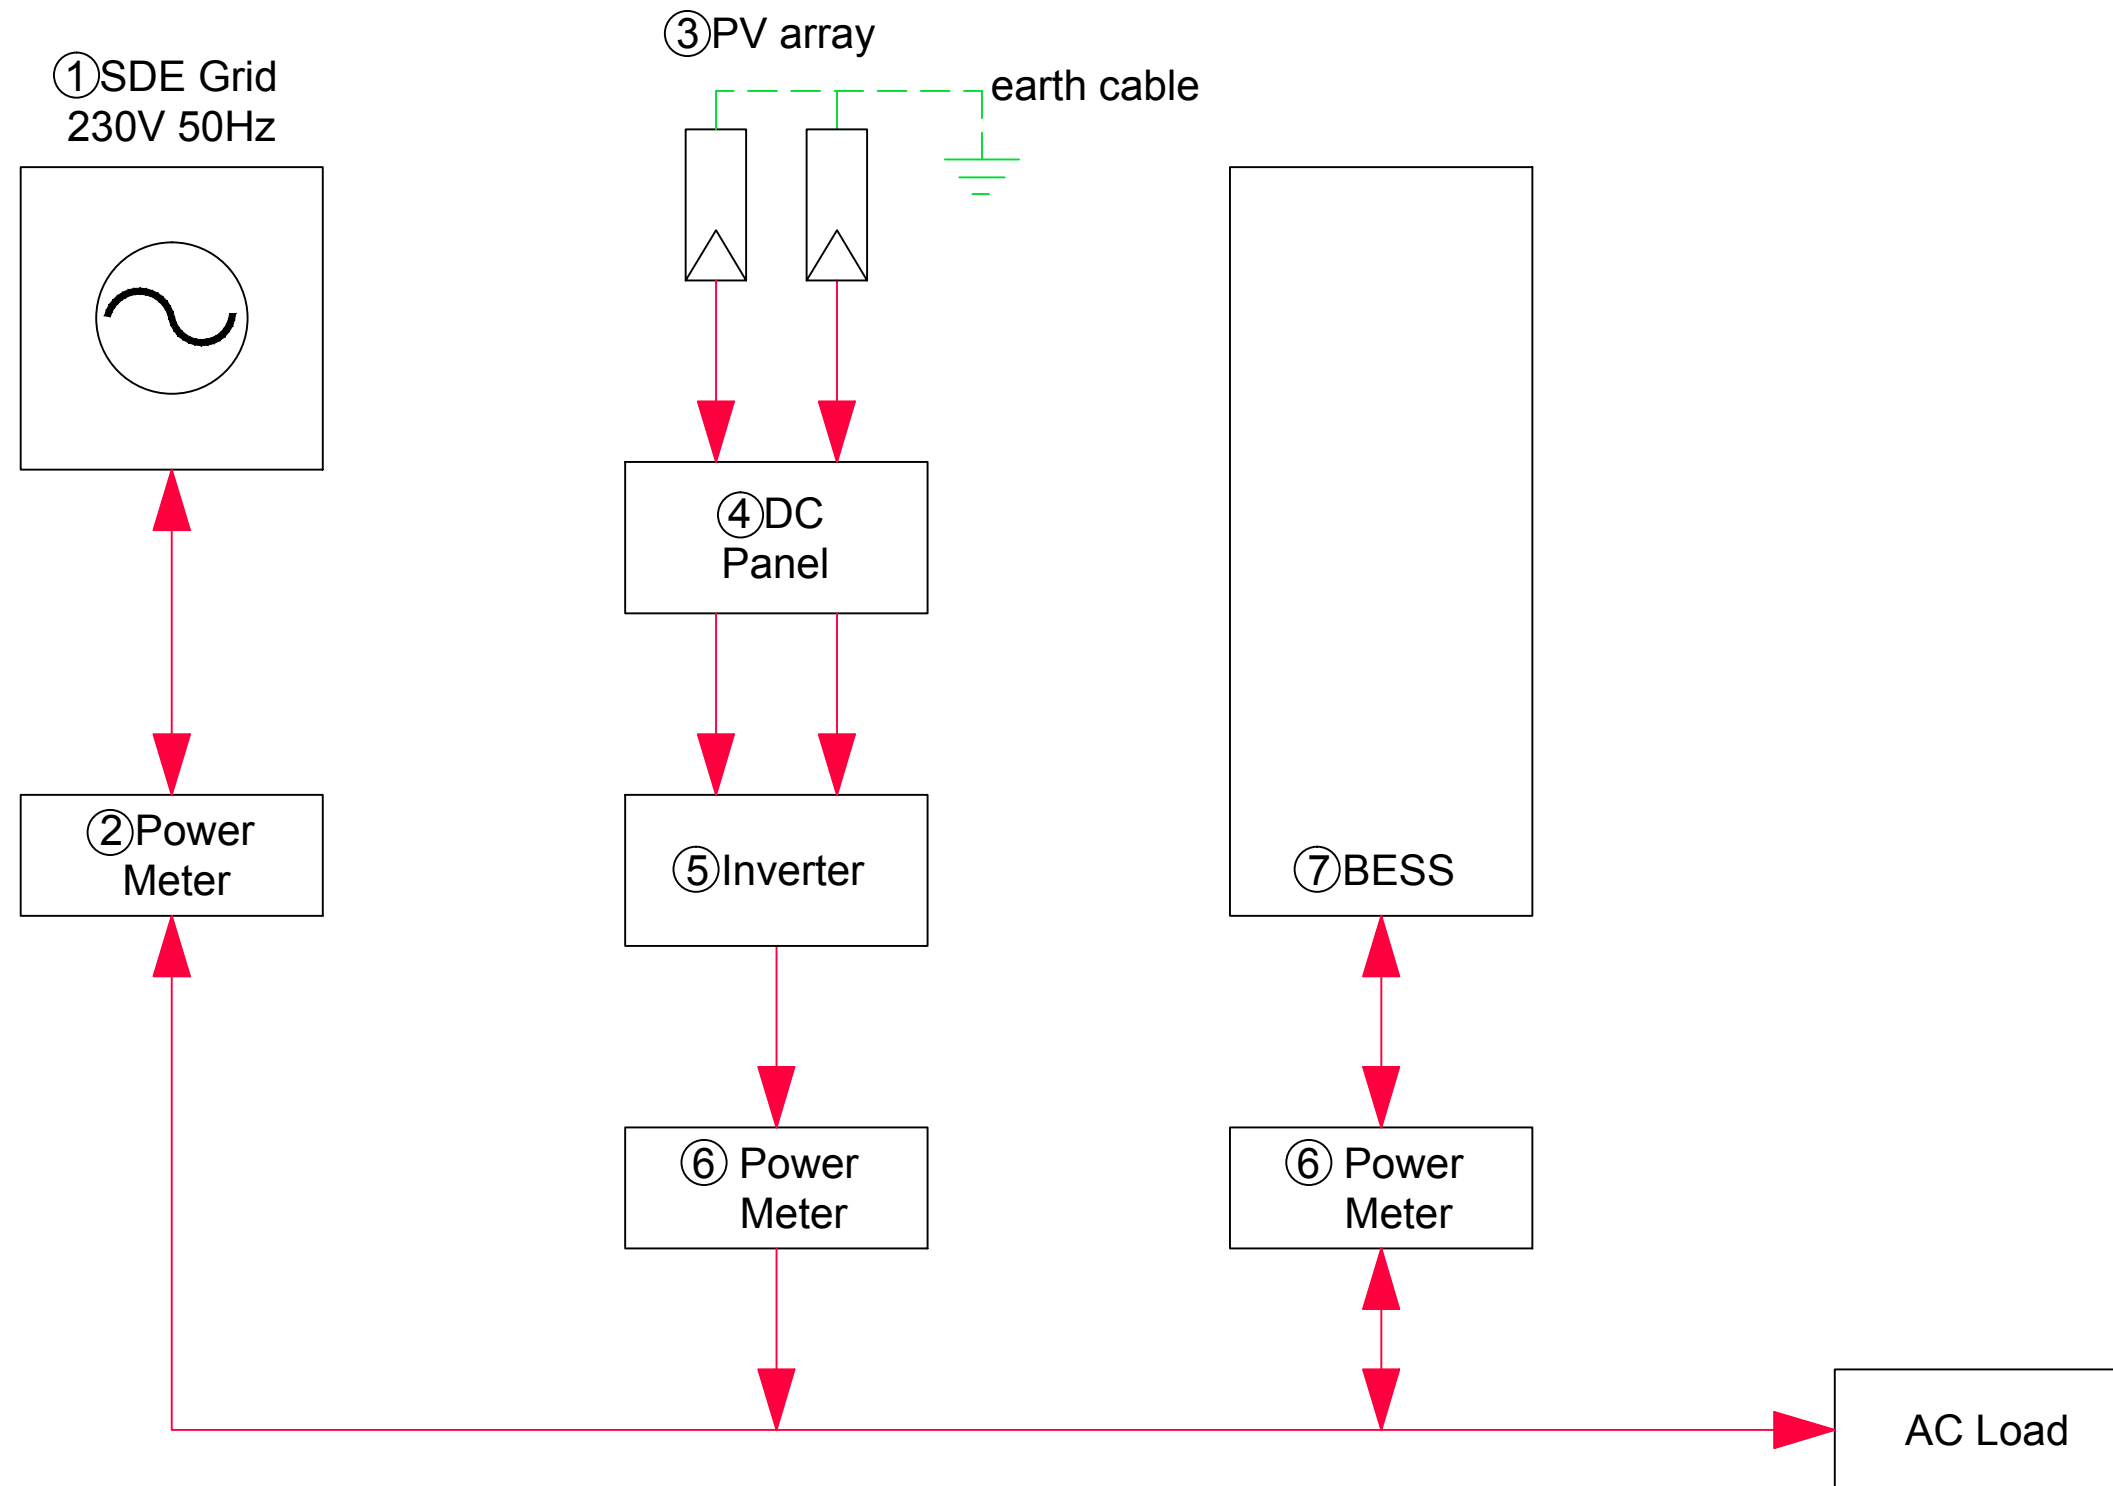 ③PV array
①SDE Grid
230V 50Hz
earth cable
④DC
Panel
②Power
Meter
⑤Inverter
⑦BESS
⑥ Power
Meter
⑥ Power
Meter
AC Load